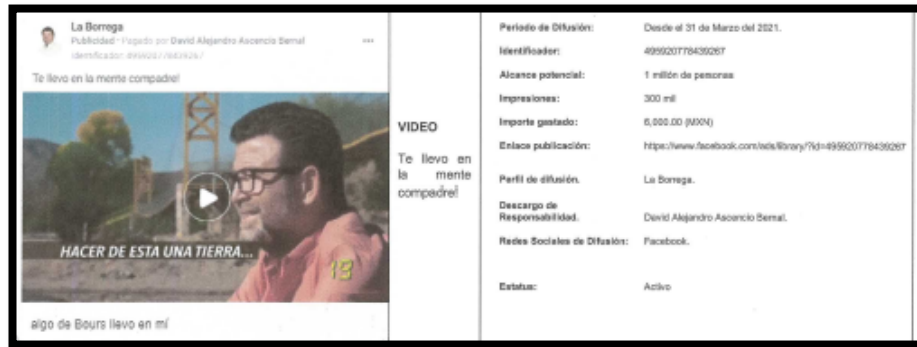 La Borrega
Publicidad · Pagado por David Alejandro Ascencio Bernal
Identificador: 495920778439267
Te llevo en la mente compadre!
HACER DE ESTA UNA TIERRA...
19
algo de Bours llevo en mí
VIDEO
Te llevo en
la mente
compadre!
Periodo de Difusión: Desde el 31 de Marzo del 2021.
Identificador: 495920778439267
Alcance potencial: 1 millón de personas
Impresiones: 300 mil
Importe gastado: 6,000.00 (MXN)
Enlace publicación: https://www.facebook.com/ads/library/?id=495920778439267
Perfil de difusión. La Borrega.
Descargo de
Responsabilidad. David Alejandro Ascencio Bernal.
Redes Sociales de Difusión: Facebook.
Estatus: Activo